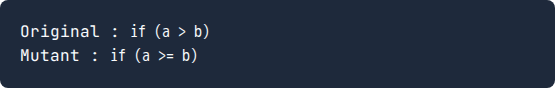 Original : if (a > b)
Mutant : if (a >= b)